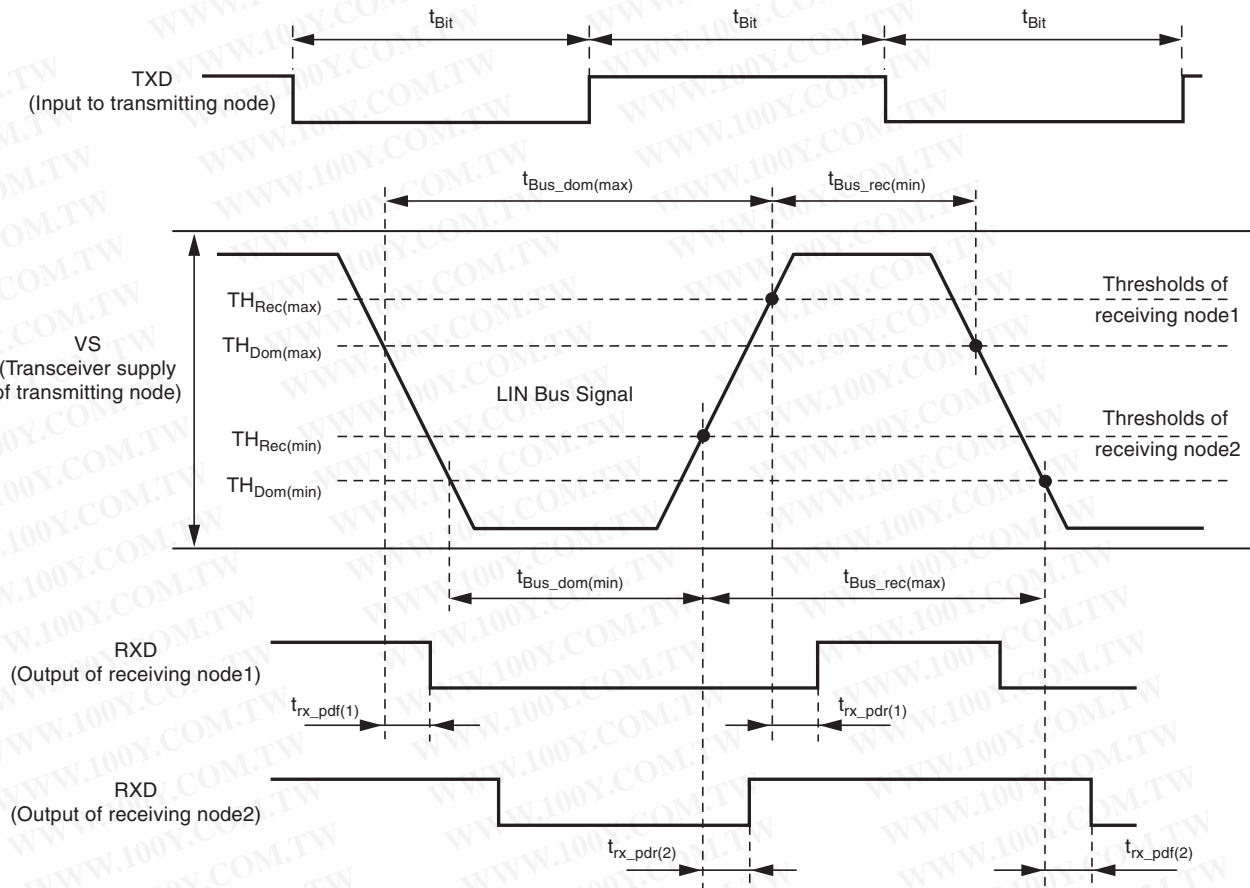 tBit tBit tBit
TXD
(Input to transmitting node)
tBus_dom(max) tBus_rec(min)
THRec(max)
Thresholds of
receiving node1
THDom(max)
VS
(Transceiver supply
of transmitting node)
LIN Bus Signal
THRec(min)
Thresholds of
receiving node2
THDom(min)
tBus_dom(min) tBus_rec(max)
RXD
(Output of receiving node1)
trx_pdf(1) trx_pdr(1)
RXD
(Output of receiving node2)
trx_pdr(2) trx_pdf(2)
WWW.100Y.COM.TW